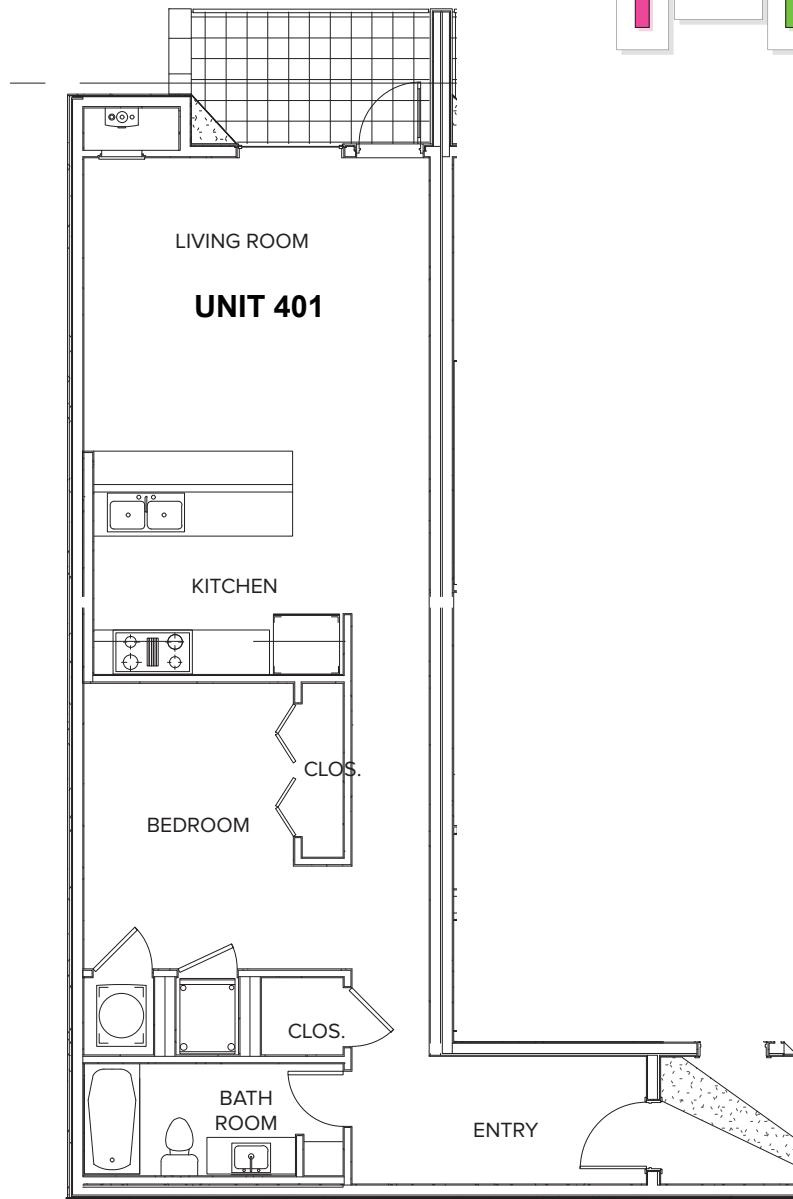 LIVING ROOM
UNIT 401
KITCHEN
CLOS.
BEDROOM
CLOS.
BATH
ROOM
ENTRY